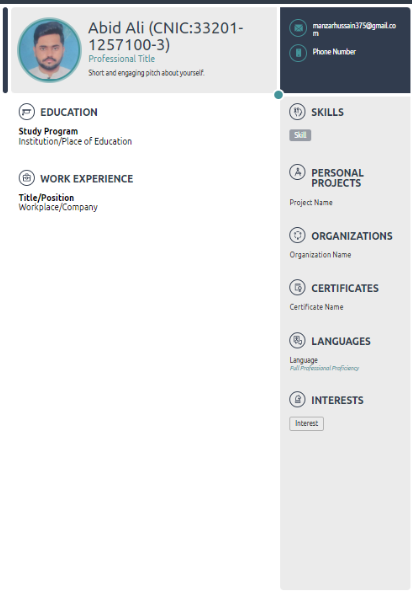 Abid Ali (CNIC:33201-
1257100-3)
Professional Title
Short and engaging pitch about yourself.
manzarhussain375@gmail.co
m
Phone Number
EDUCATION
Study Program
Institution/Place of Education
WORK EXPERIENCE
Title/Position
Workplace/Company
SKILLS
Skill
PERSONAL
PROJECTS
Project Name
ORGANIZATIONS
Organization Name
CERTIFICATES
Certificate Name
LANGUAGES
Language
Full Professional Proficiency
INTERESTS
Interest